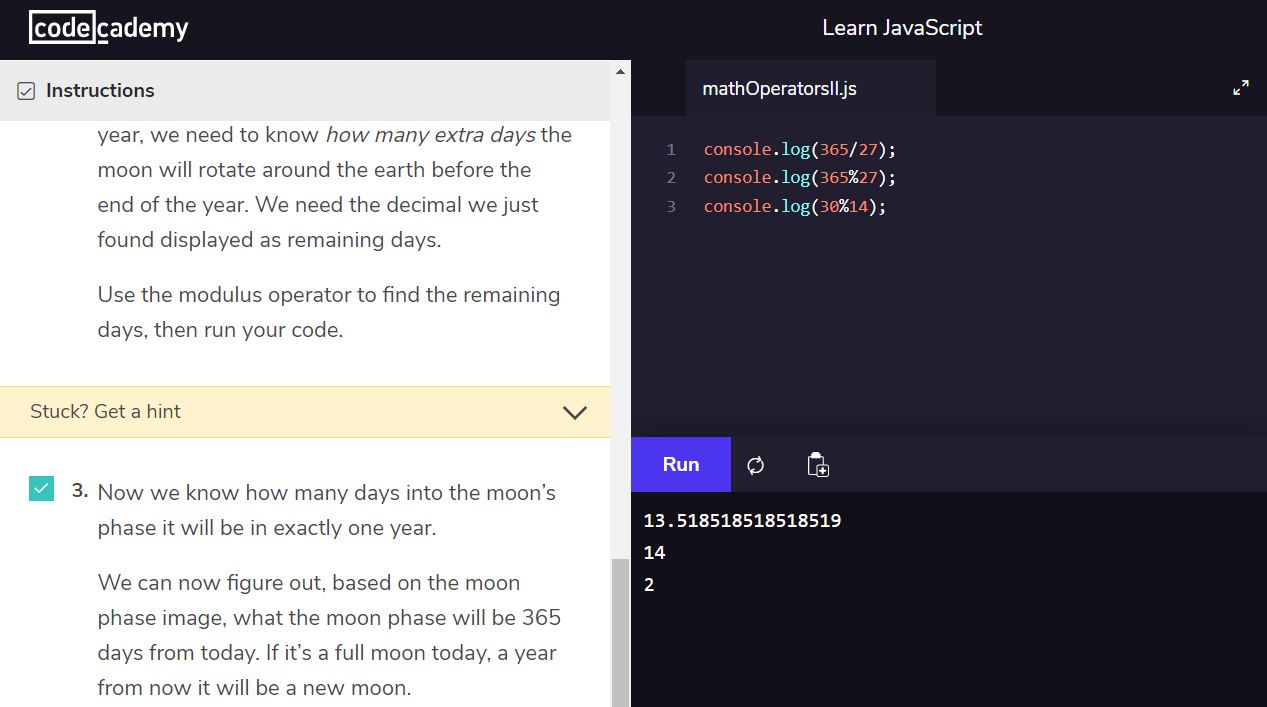 codecademy
Learn JavaScript
Instructions
year, we need to know how many extra days the
moon will rotate around the earth before the
end of the year. We need the decimal we just
found displayed as remaining days.
Use the modulus operator to find the remaining
days, then run your code.
Stuck? Get a hint
3. Now we know how many days into the moon’s
phase it will be in exactly one year.
We can now figure out, based on the moon
phase image, what the moon phase will be 365
days from today. If it’s a full moon today, a year
from now it will be a new moon.
mathOperatorsII.js
1 console.log(365/27);
2 console.log(365%27);
3 console.log(30%14);
Run
13.518518518518519
14
2